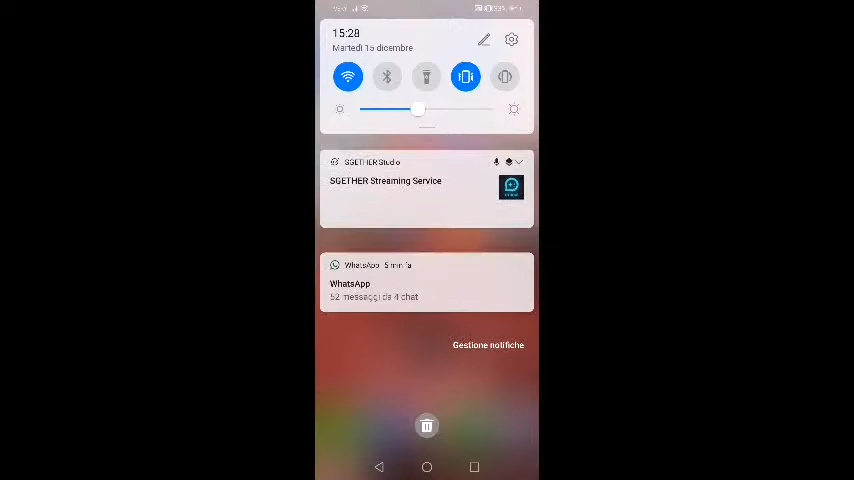 15:28
Martedì 15 dicembre
SGETHER Studio
SGETHER Streaming Service
WhatsApp 5 min fa
WhatsApp
52 messaggi da 4 chat
Gestione notifiche